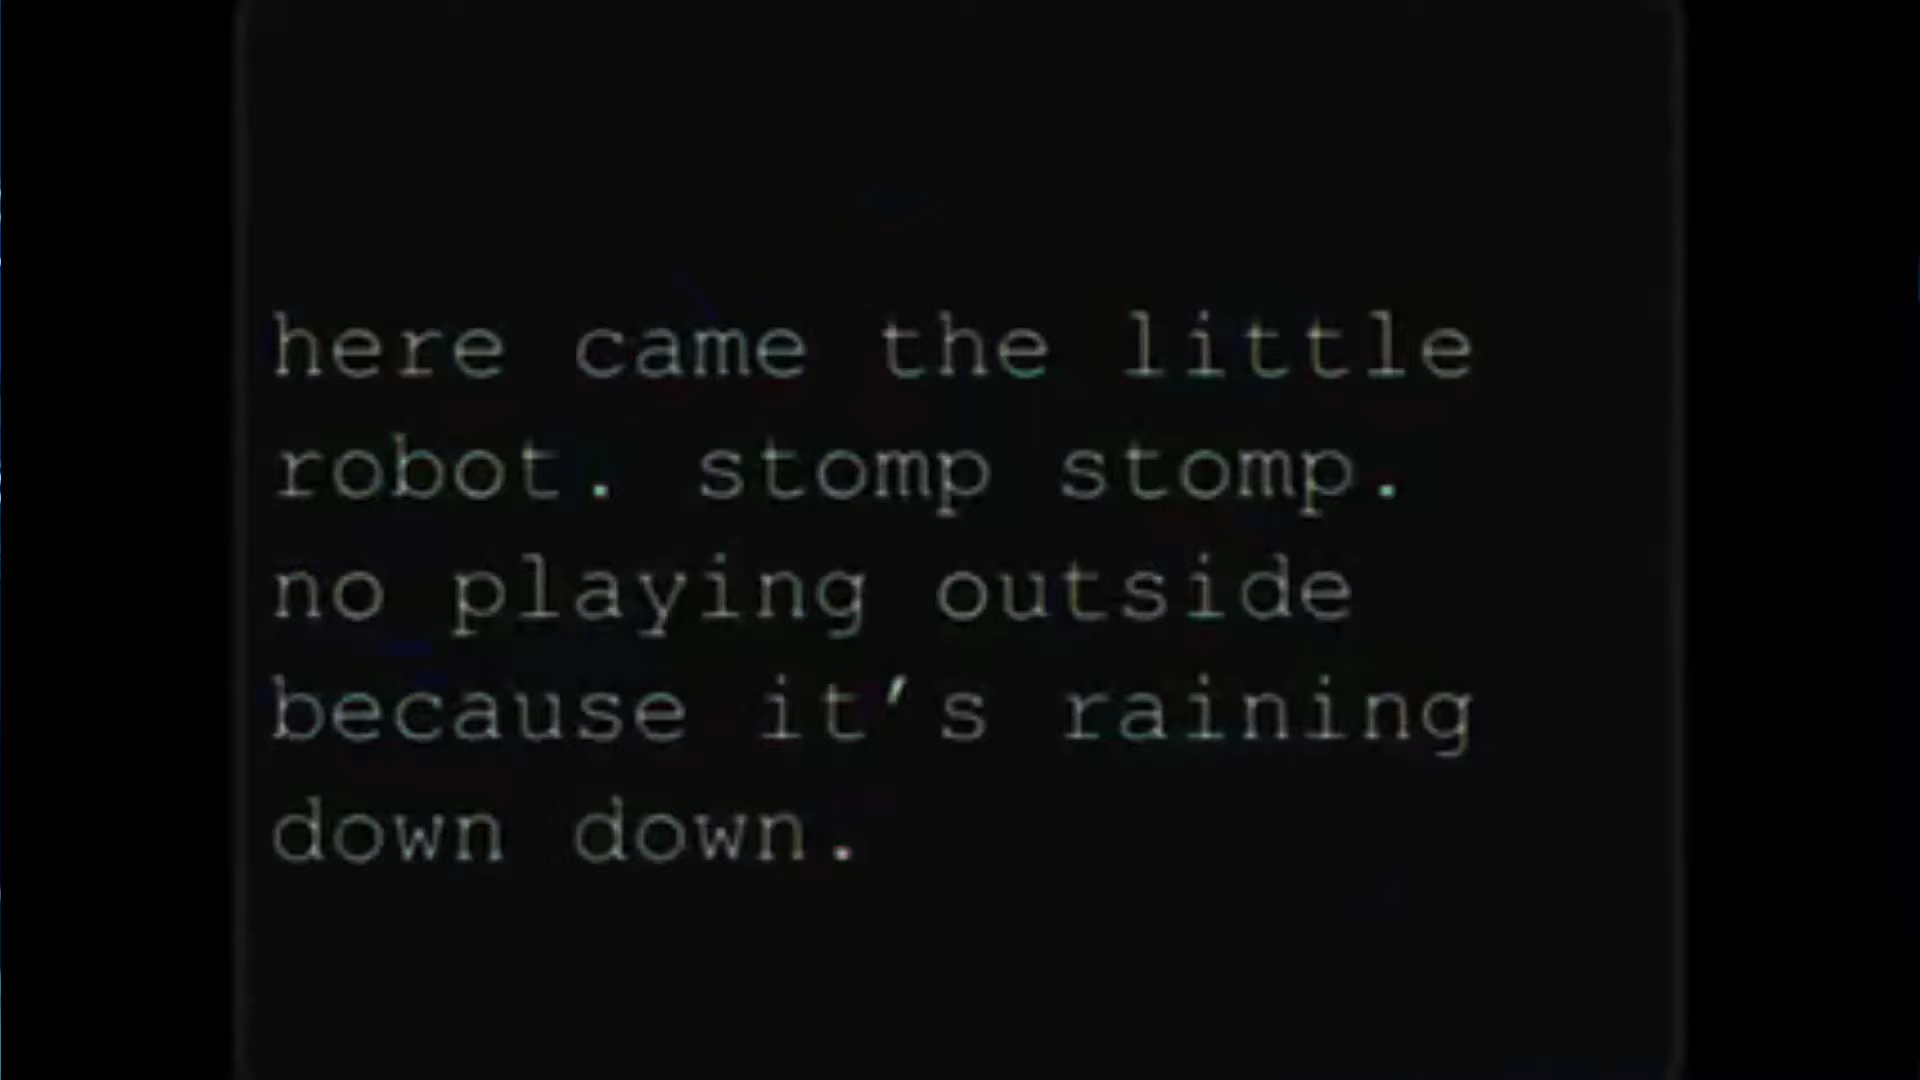 here came the little
robot. stomp stomp.
no playing outside
because it's raining
down down.